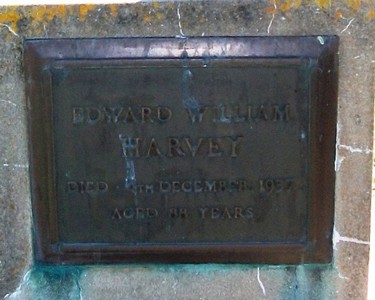 EDWARD WILLIAM
HARVEY
DIED DECEMBER
AGED YEARS